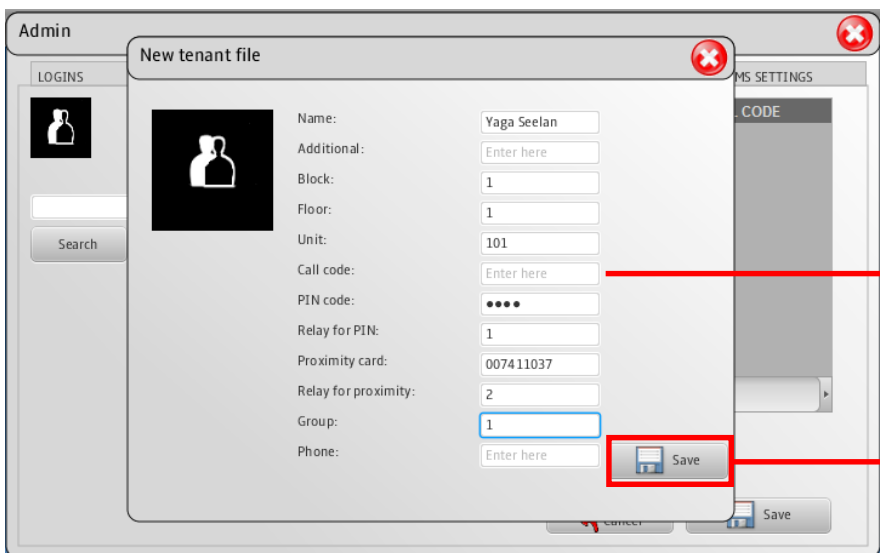 Admin
New tenant file
LOGINS
MS SETTINGS
CODE
Name: Yaga Seelan
Additional: Enter here
Block: 1
Floor: 1
Unit: 101
Search
Call code: Enter here
PIN code: ••••
Relay for PIN: 1
Proximity card: 007411037
Relay for proximity: 2
Group: 1
Phone: Enter here
Save
Cancel
Save